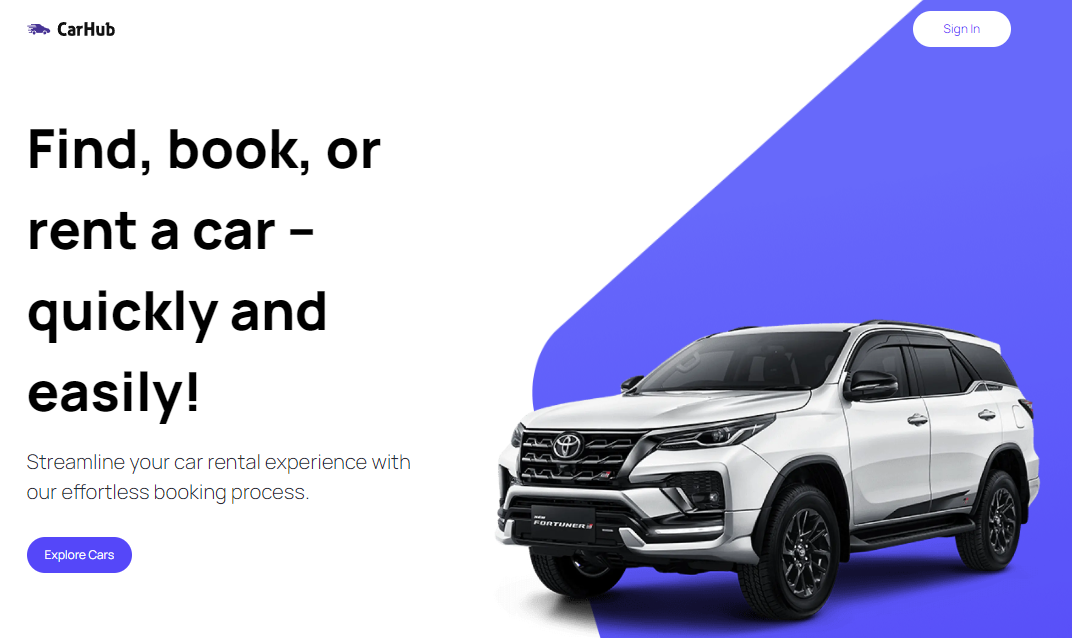 CarHub
Sign In
Find, book, or
rent a car –
quickly and
easily!
Streamline your car rental experience with
our effortless booking process.
Explore Cars
FORTUNER